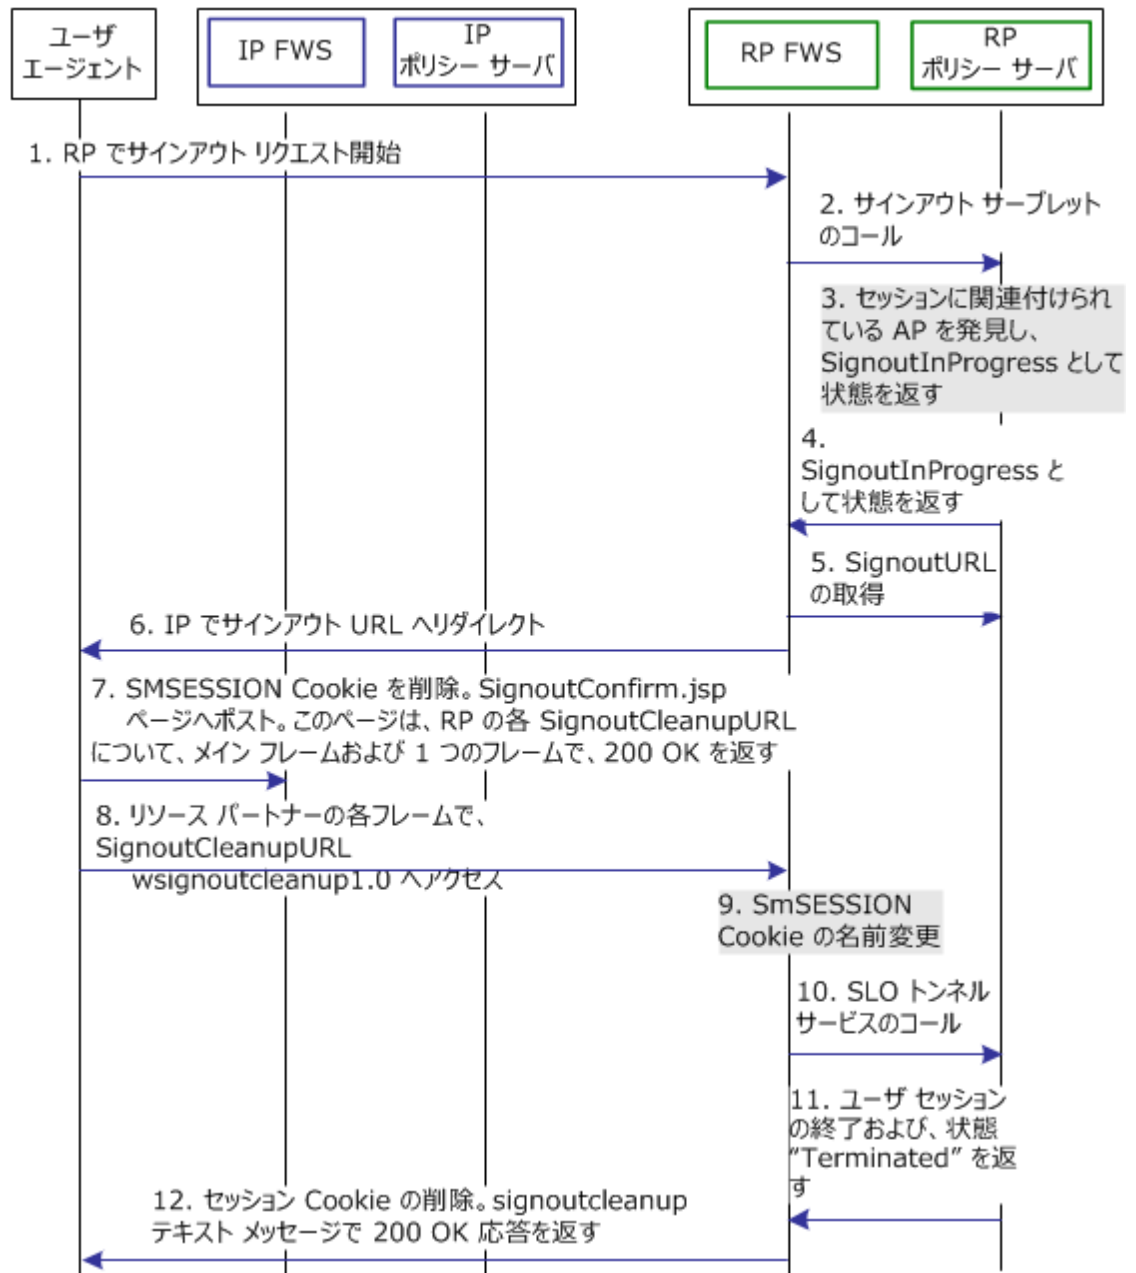 ユーザ
エージェント
IP FWS
IP
ポリシー サーバ
RP FWS
RP
ポリシー サーバ
1. RP でサインアウト リクエスト開始
2. サインアウト サーブレット
のコール
3. セッションに関連付けられ
ている AP を発見し、
SignoutInProgress として
状態を返す
4.
SignoutInProgress と
して状態を返す
5. SignoutURL
の取得
6. IP でサインアウト URL へリダイレクト
7. SMSESSION Cookie を削除。SignoutConfirm.jsp
ページへポスト。このページは、RP の各 SignoutCleanupURL
について、メイン フレームおよび 1 つのフレームで、200 OK を返す
8. リソース パートナーの各フレームで、
SignoutCleanupURL
wsignoutcleanup1.0 へアクセス
9. SmSESSION
Cookie の名前変更
10. SLO トンネル
サービスのコール
11. ユーザ セッション
の終了および、状態
“Terminated” を返
す
12. セッション Cookie の削除。signoutcleanup
テキスト メッセージで 200 OK 応答を返す